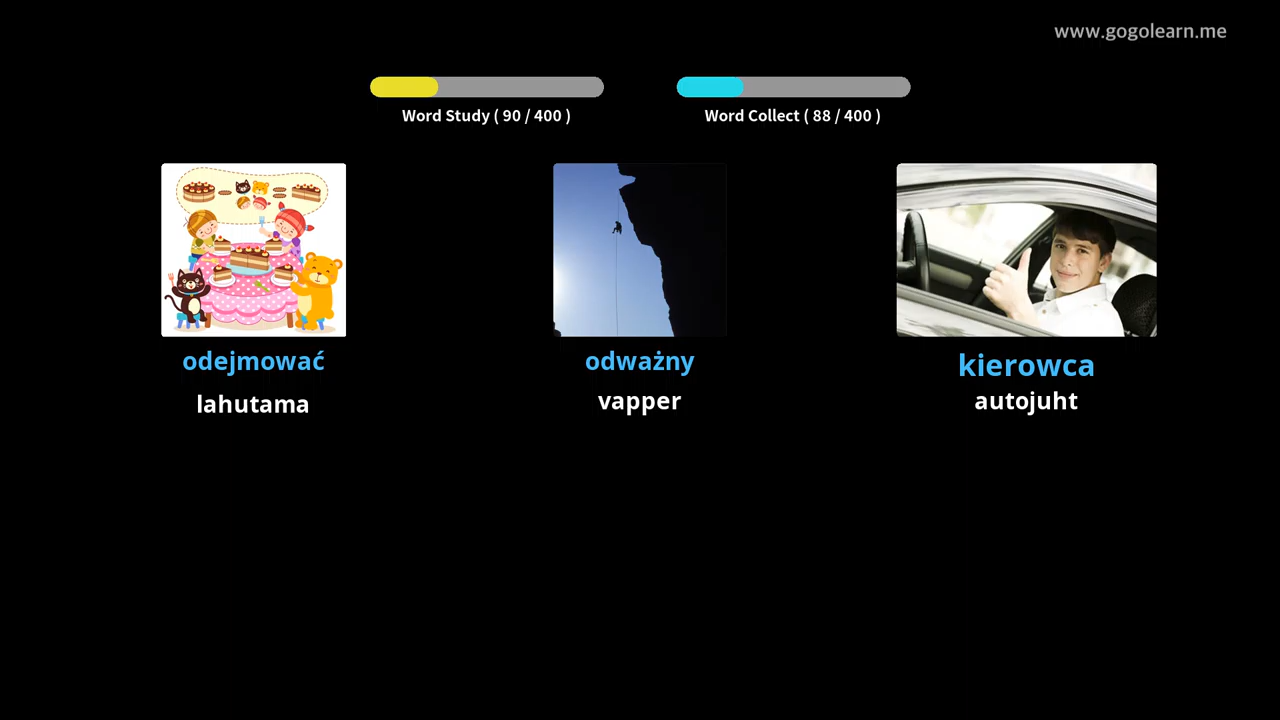 www.gogolearn.me
Word Study ( 90 / 400 )
Word Collect ( 88 / 400 )
odejmować
odważny
kierowca
lahutama
vapper
autojuht